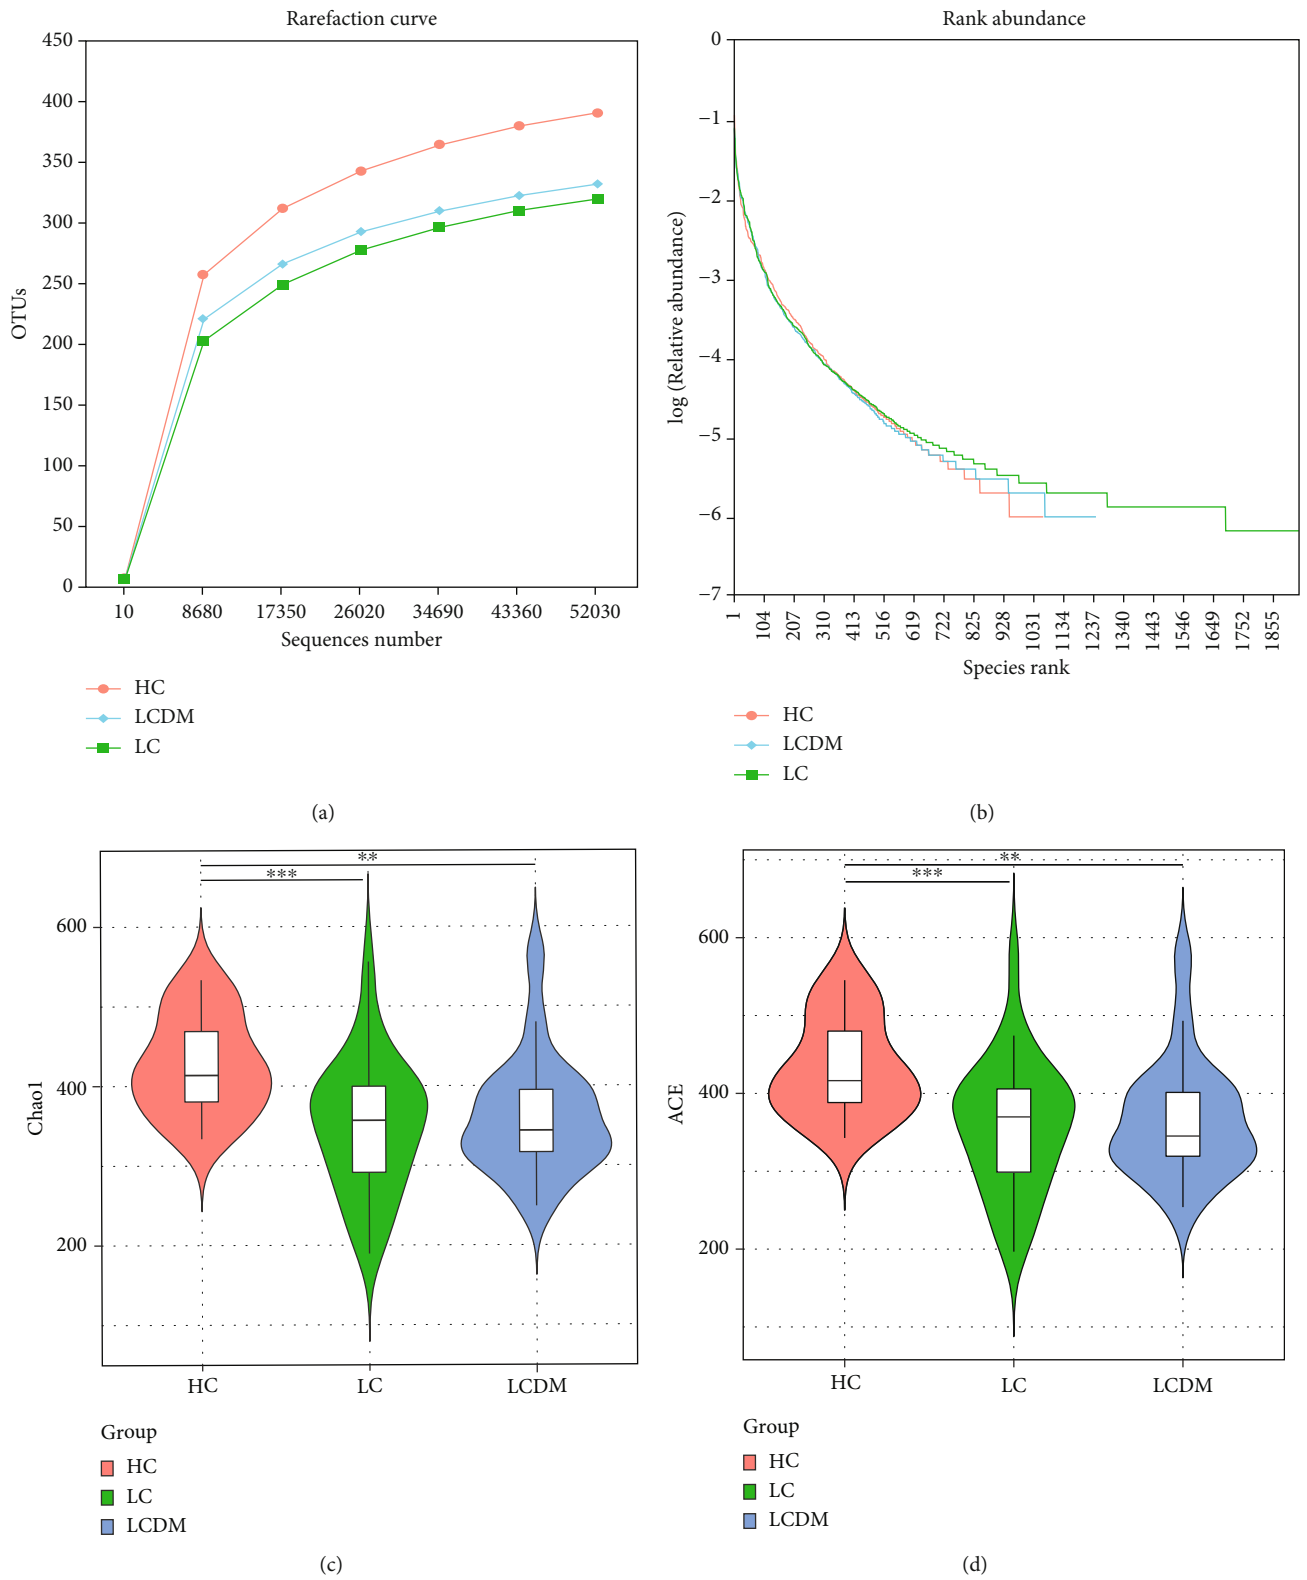 Rarefaction curve
450
400
350
300
250
200
150
100
50
0
OTUs
10 8680 17350 26020 34690 43360 52030
Sequences number
HC
LCDM
LC
(a)
Rank abundance
0
−1
−2
−3
−4
−5
−6
−7
log (Relative abundance)
1 104 207 310 413 516 619 722 825 928 1031 1134 1237 1340 1443 1546 1649 1752 1855
Species rank
HC
LCDM
LC
(b)
**
***
600
400
200
Chao1
HC LC LCDM
Group
HC
LC
LCDM
(c)
**
***
600
400
200
ACE
HC LC LCDM
Group
HC
LC
LCDM
(d)